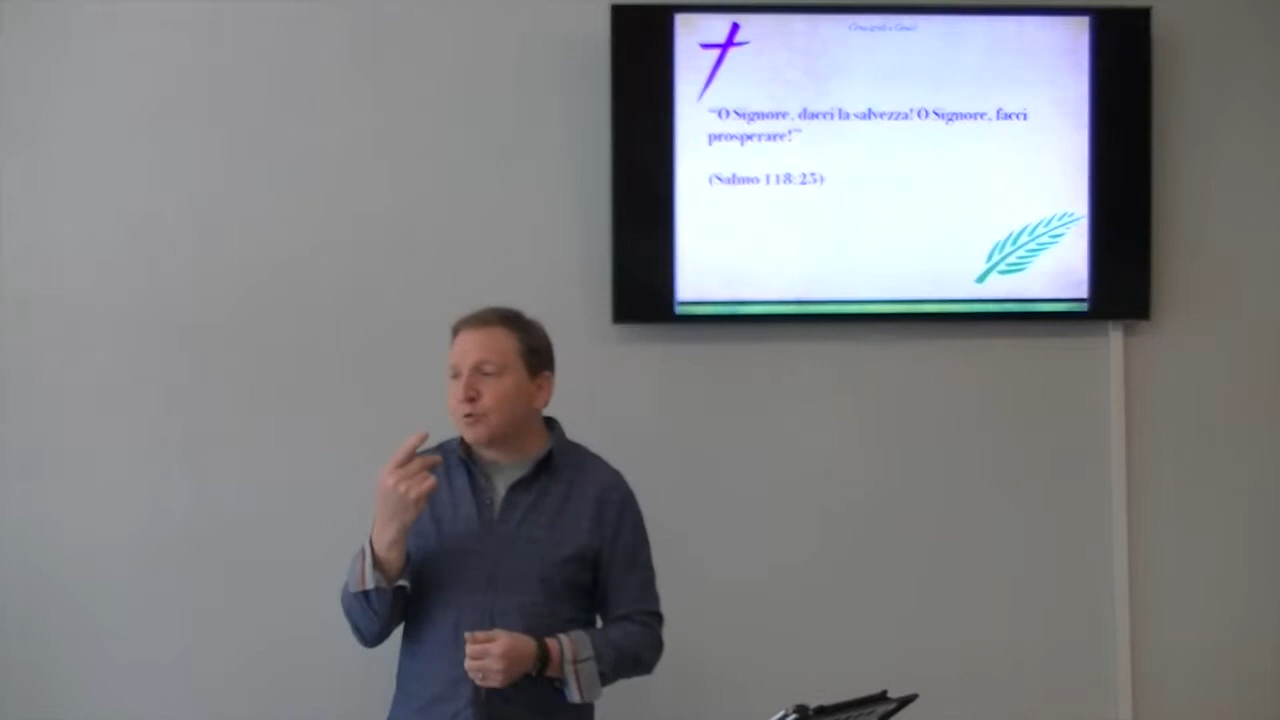 "O Signore, dacci la salvezza! O Signore, facci
prosperare!"
(Salmo 118:25)